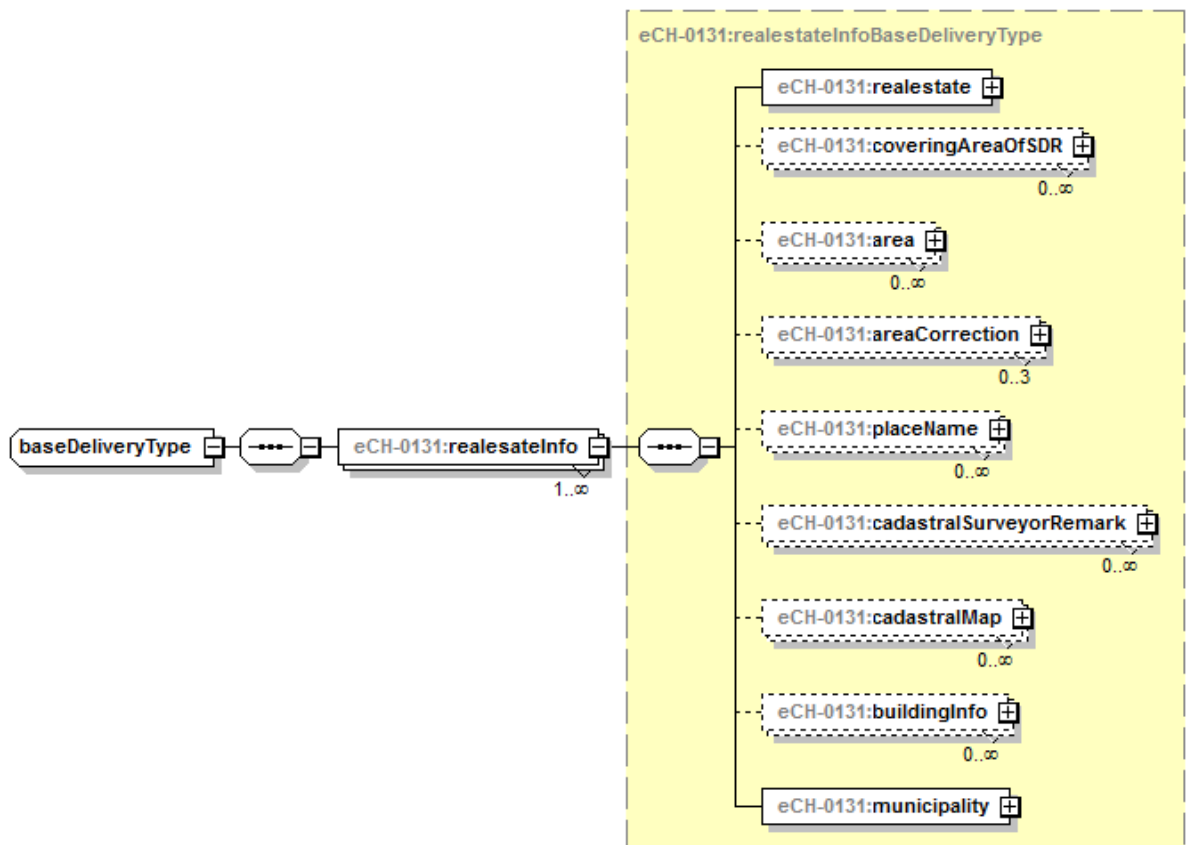 eCH-0131:realestateInfoBaseDeliveryType
eCH-0131:realestate
eCH-0131:coveringAreaOfSDR
0..∞
eCH-0131:area
0..∞
eCH-0131:areaCorrection
0..3
eCH-0131:placeName
0..∞
baseDeliveryType
eCH-0131:realesateInfo
1..∞
eCH-0131:cadastralSurveyorRemark
0..∞
eCH-0131:cadastralMap
0..∞
eCH-0131:buildingInfo
0..∞
eCH-0131:municipality